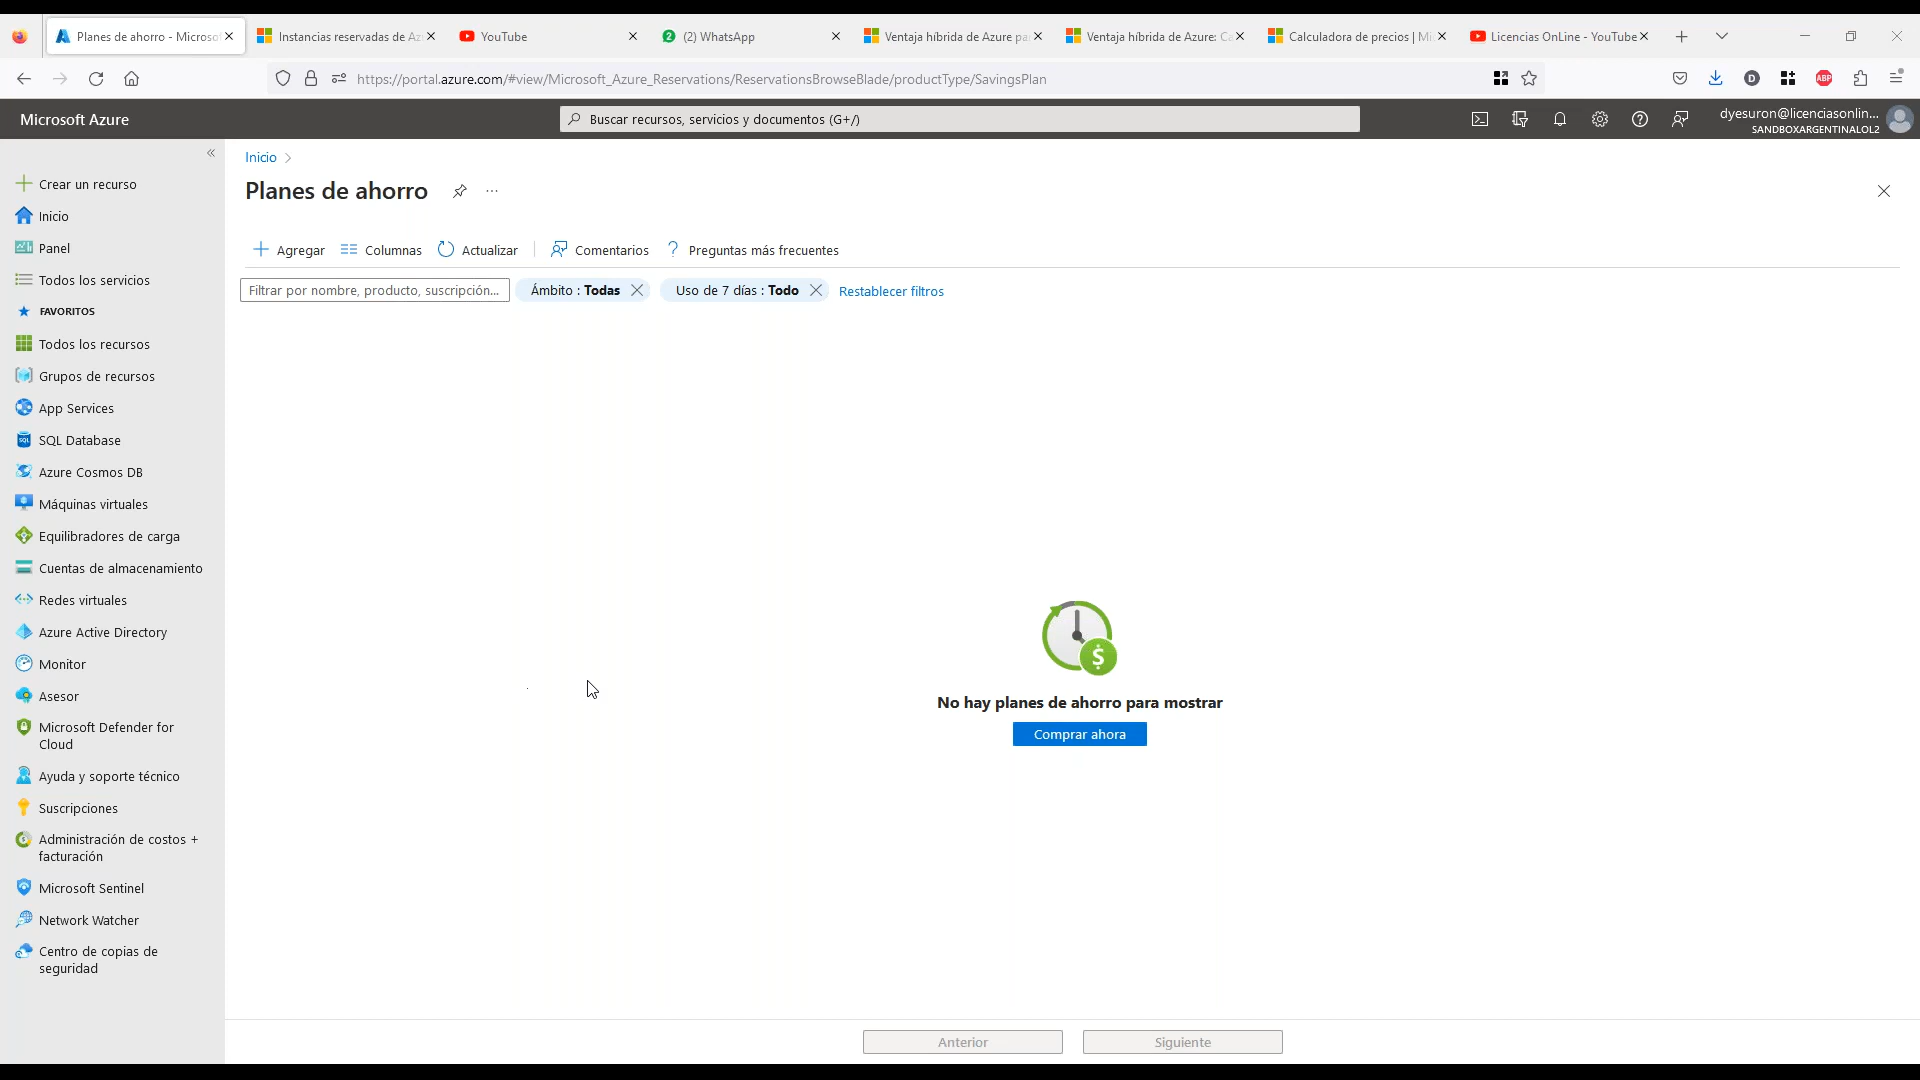 Planes de ahorro - Microsof
Instancias reservadas de Az
YouTube
2 (2) WhatsApp
Ventaja híbrida de Azure pa
Ventaja híbrida de Azure: Ca
Calculadora de precios | Mi
Licencias OnLine - YouTube
https://portal.azure.com/#view/Microsoft_Azure_Reservations/ReservationsBrowseBlade/productType/SavingsPlan
D
ABP
Microsoft Azure
Buscar recursos, servicios y documentos (G+/)
dyesuron@licenciasonlin...
SANDBOXARGENTINALOL2
Crear un recurso
Inicio
Panel
Todos los servicios
FAVORITOS
Todos los recursos
Grupos de recursos
App Services
SQL Database
Azure Cosmos DB
Máquinas virtuales
Equilibradores de carga
Cuentas de almacenamiento
Redes virtuales
Azure Active Directory
Monitor
Asesor
Microsoft Defender for
Cloud
Ayuda y soporte técnico
Suscripciones
Administración de costos +
facturación
Microsoft Sentinel
Network Watcher
Centro de copias de
seguridad
Inicio
Planes de ahorro
Agregar
Columnas
Actualizar
Comentarios
Preguntas más frecuentes
Filtrar por nombre, producto, suscripción...
Ámbito : Todas
Uso de 7 días : Todo
Restablecer filtros
No hay planes de ahorro para mostrar
Comprar ahora
Anterior
Siguiente